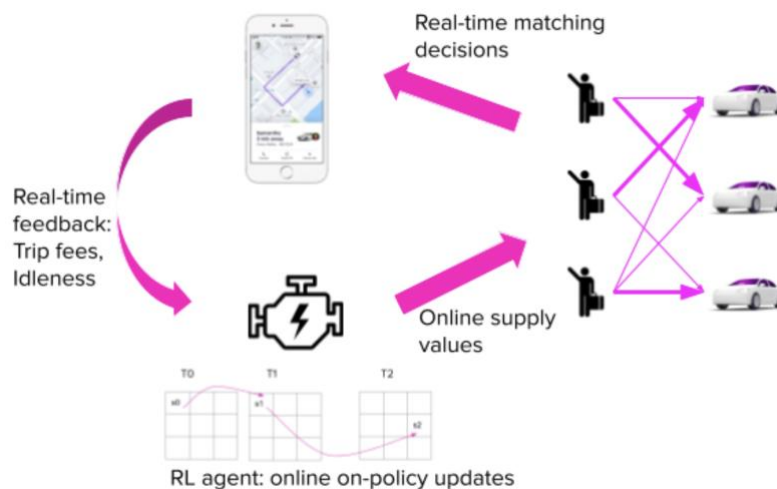 Real-time matching
decisions
Real-time
feedback:
Trip fees,
Idleness
Online supply
values
T0
T1
T2
s0
s1
s2
RL agent: online on-policy updates